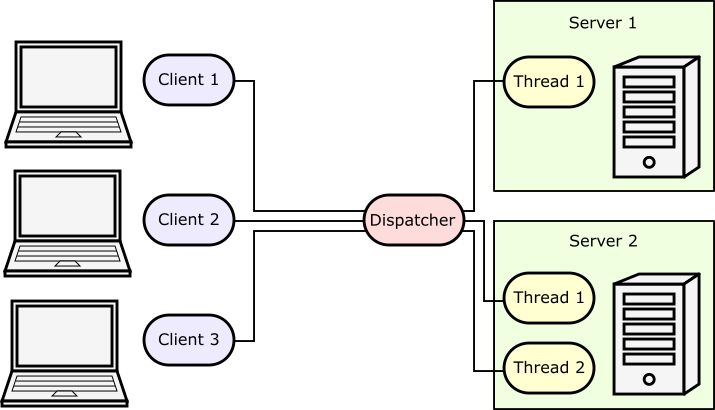 Client 1
Client 2
Client 3
Dispatcher
Server 1
Thread 1
Server 2
Thread 1
Thread 2